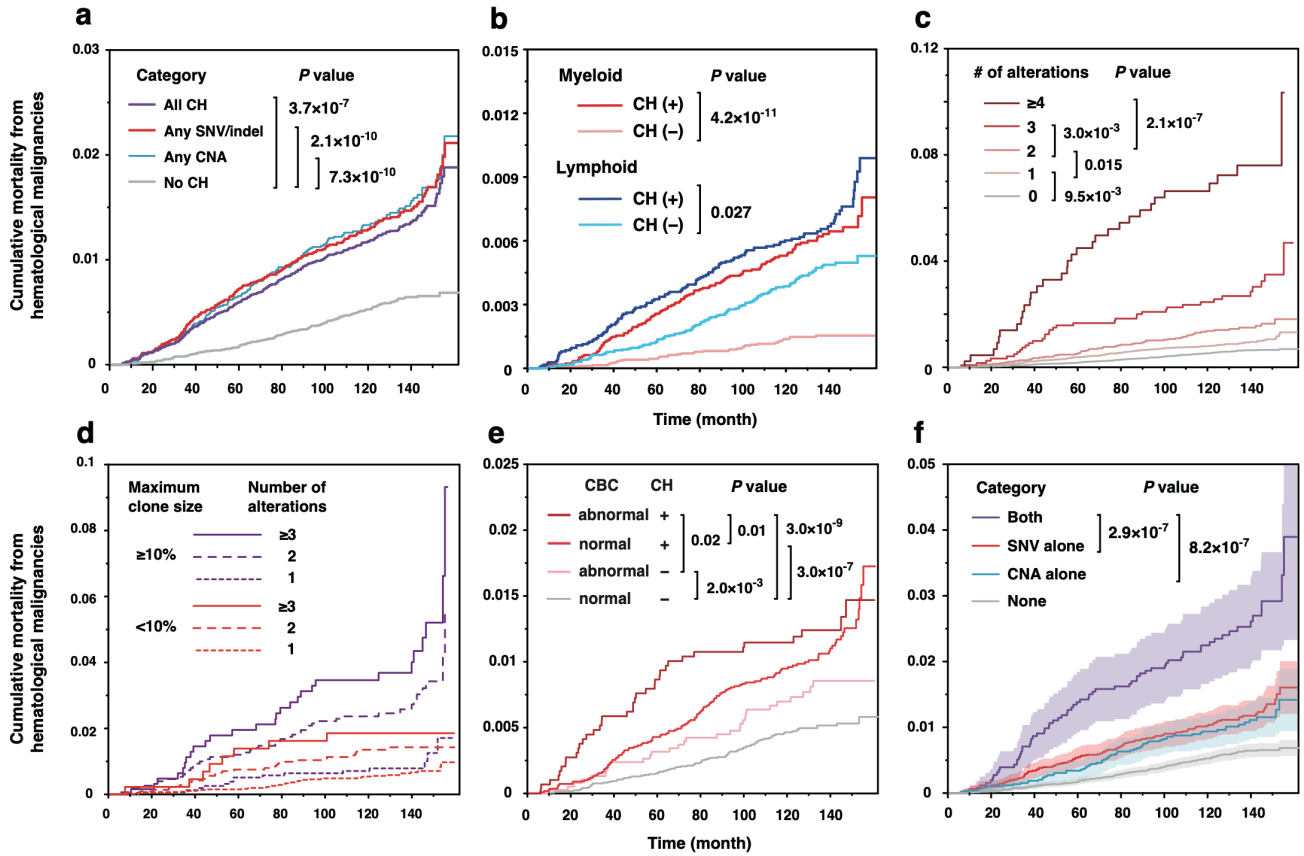 a
Cumulative mortality from
hematological malignancies
0.03
0.02
0.01
0
Category P value
All CH
Any SNV/indel
Any CNA
No CH
3.7×10-7
2.1×10-10
7.3×10-10
0 20 40 60 80 100 120 140
b
0.015
0.012
0.009
0.006
0.003
0
Myeloid P value
CH (+)
CH (−)
4.2×10-11
Lymphoid
CH (+)
CH (−)
0.027
0 20 40 60 80 100 120 140
Time (month)
c
0.12
0.08
0.04
0
# of alterations P value
≥4
3
2
1
0
3.0×10-3
0.015
9.5×10-3
2.1×10-7
0 20 40 60 80 100 120 140
d
Cumulative mortality from
hematological malignancies
0.1
0.08
0.06
0.04
0.02
0
Maximum
clone size
Number of
alterations
≥10%
≥3
2
1
<10%
≥3
2
1
0 20 40 60 80 100 120 140
e
0.025
0.02
0.015
0.01
0.005
0.000
CBC CH P value
abnormal +
normal +
abnormal −
normal −
0.02
0.01
3.0×10-9
2.0×10-3
3.0×10-7
0 20 40 60 80 100 120 140
Time (month)
f
0.05
0.04
0.03
0.02
0.01
0
Category P value
Both
SNV alone
CNA alone
None
2.9×10-7
8.2×10-7
0 20 40 60 80 100 120 140